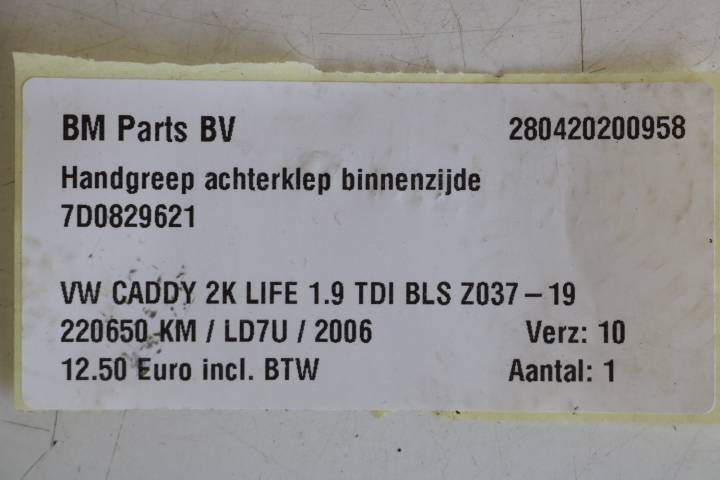 BM Parts BV 280420200958
Handgreep achterklep binnenzijde
7D0829621
VW CADDY 2K LIFE 1.9 TDI BLS Z037 – 19
220650 KM / LD7U / 2006 Verz: 10
12.50 Euro incl. BTW Aantal: 1